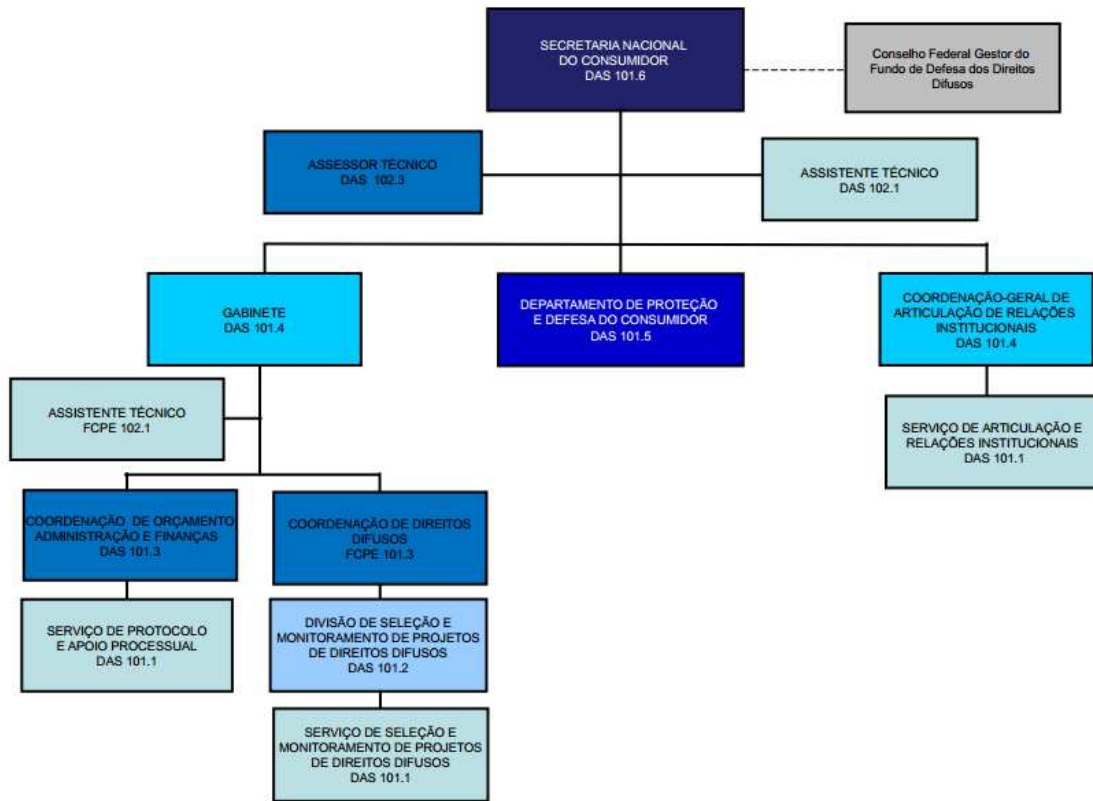 SECRETARIA NACIONAL
DO CONSUMIDOR
DAS 101.6
Conselho Federal Gestor do
Fundo de Defesa dos Direitos
Difusos
ASSESSOR TÉCNICO
DAS 102.3
ASSISTENTE TÉCNICO
DAS 102.1
GABINETE
DAS 101.4
DEPARTAMENTO DE PROTEÇÃO
E DEFESA DO CONSUMIDOR
DAS 101.5
COORDENAÇÃO-GERAL DE
ARTICULAÇÃO DE RELAÇÕES
INSTITUCIONAIS
DAS 101.4
ASSISTENTE TÉCNICO
FCPE 102.1
SERVIÇO DE ARTICULAÇÃO E
RELAÇÕES INSTITUCIONAIS
DAS 101.1
COORDENAÇÃO DE ORÇAMENTO
ADMINISTRAÇÃO E FINANÇAS
DAS 101.3
COORDENAÇÃO DE DIREITOS
DIFUSOS
FCPE 101.3
SERVIÇO DE PROTOCOLO
E APOIO PROCESSUAL
DAS 101.1
DIVISÃO DE SELEÇÃO E
MONITORAMENTO DE PROJETOS
DE DIREITOS DIFUSOS
DAS 101.2
SERVIÇO DE SELEÇÃO E
MONITORAMENTO DE PROJETOS
DE DIREITOS DIFUSOS
DAS 101.1